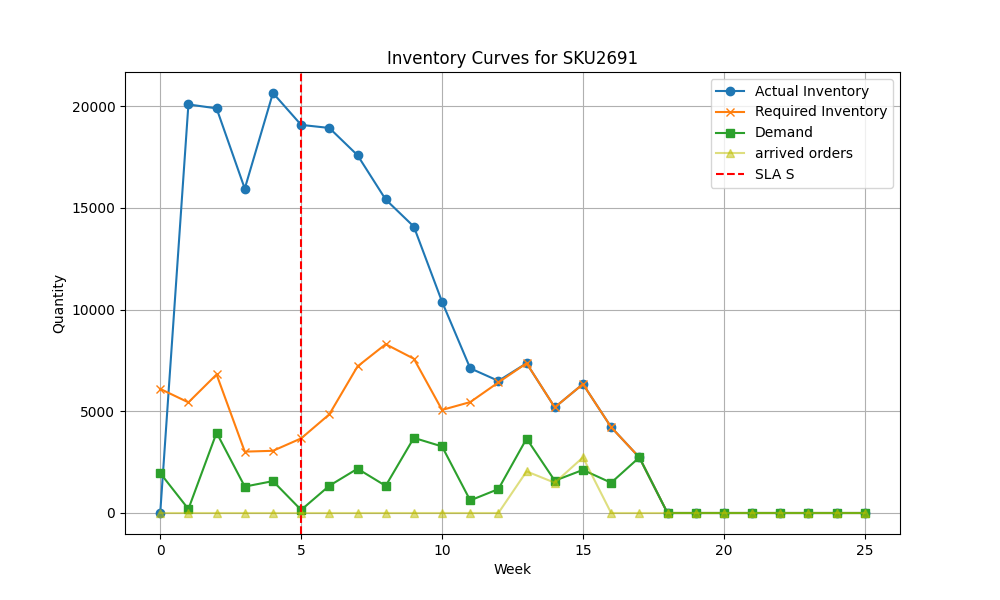 Inventory Curves for SKU2691
Actual Inventory
Required Inventory
Demand
arrived orders
SLA S
20000
15000
10000
5000
0
Quantity
0 5 10 15 20 25
Week